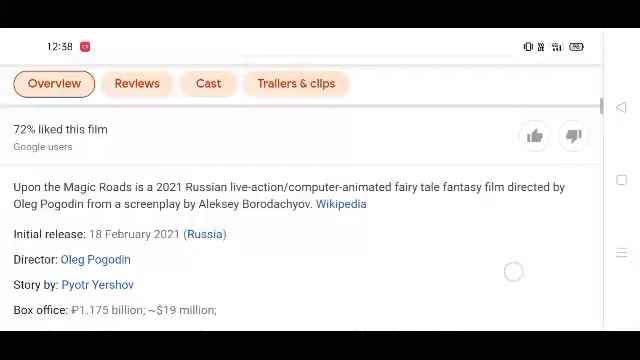 12:38
Overview Reviews Cast Trailers & clips
72% liked this film
Google users
Upon the Magic Roads is a 2021 Russian live-action/computer-animated fairy tale fantasy film directed by
Oleg Pogodin from a screenplay by Aleksey Borodachyov. Wikipedia
Initial release: 18 February 2021 (Russia)
Director: Oleg Pogodin
Story by: Pyotr Yershov
Box office: ₽1.175 billion; ~$19 million;